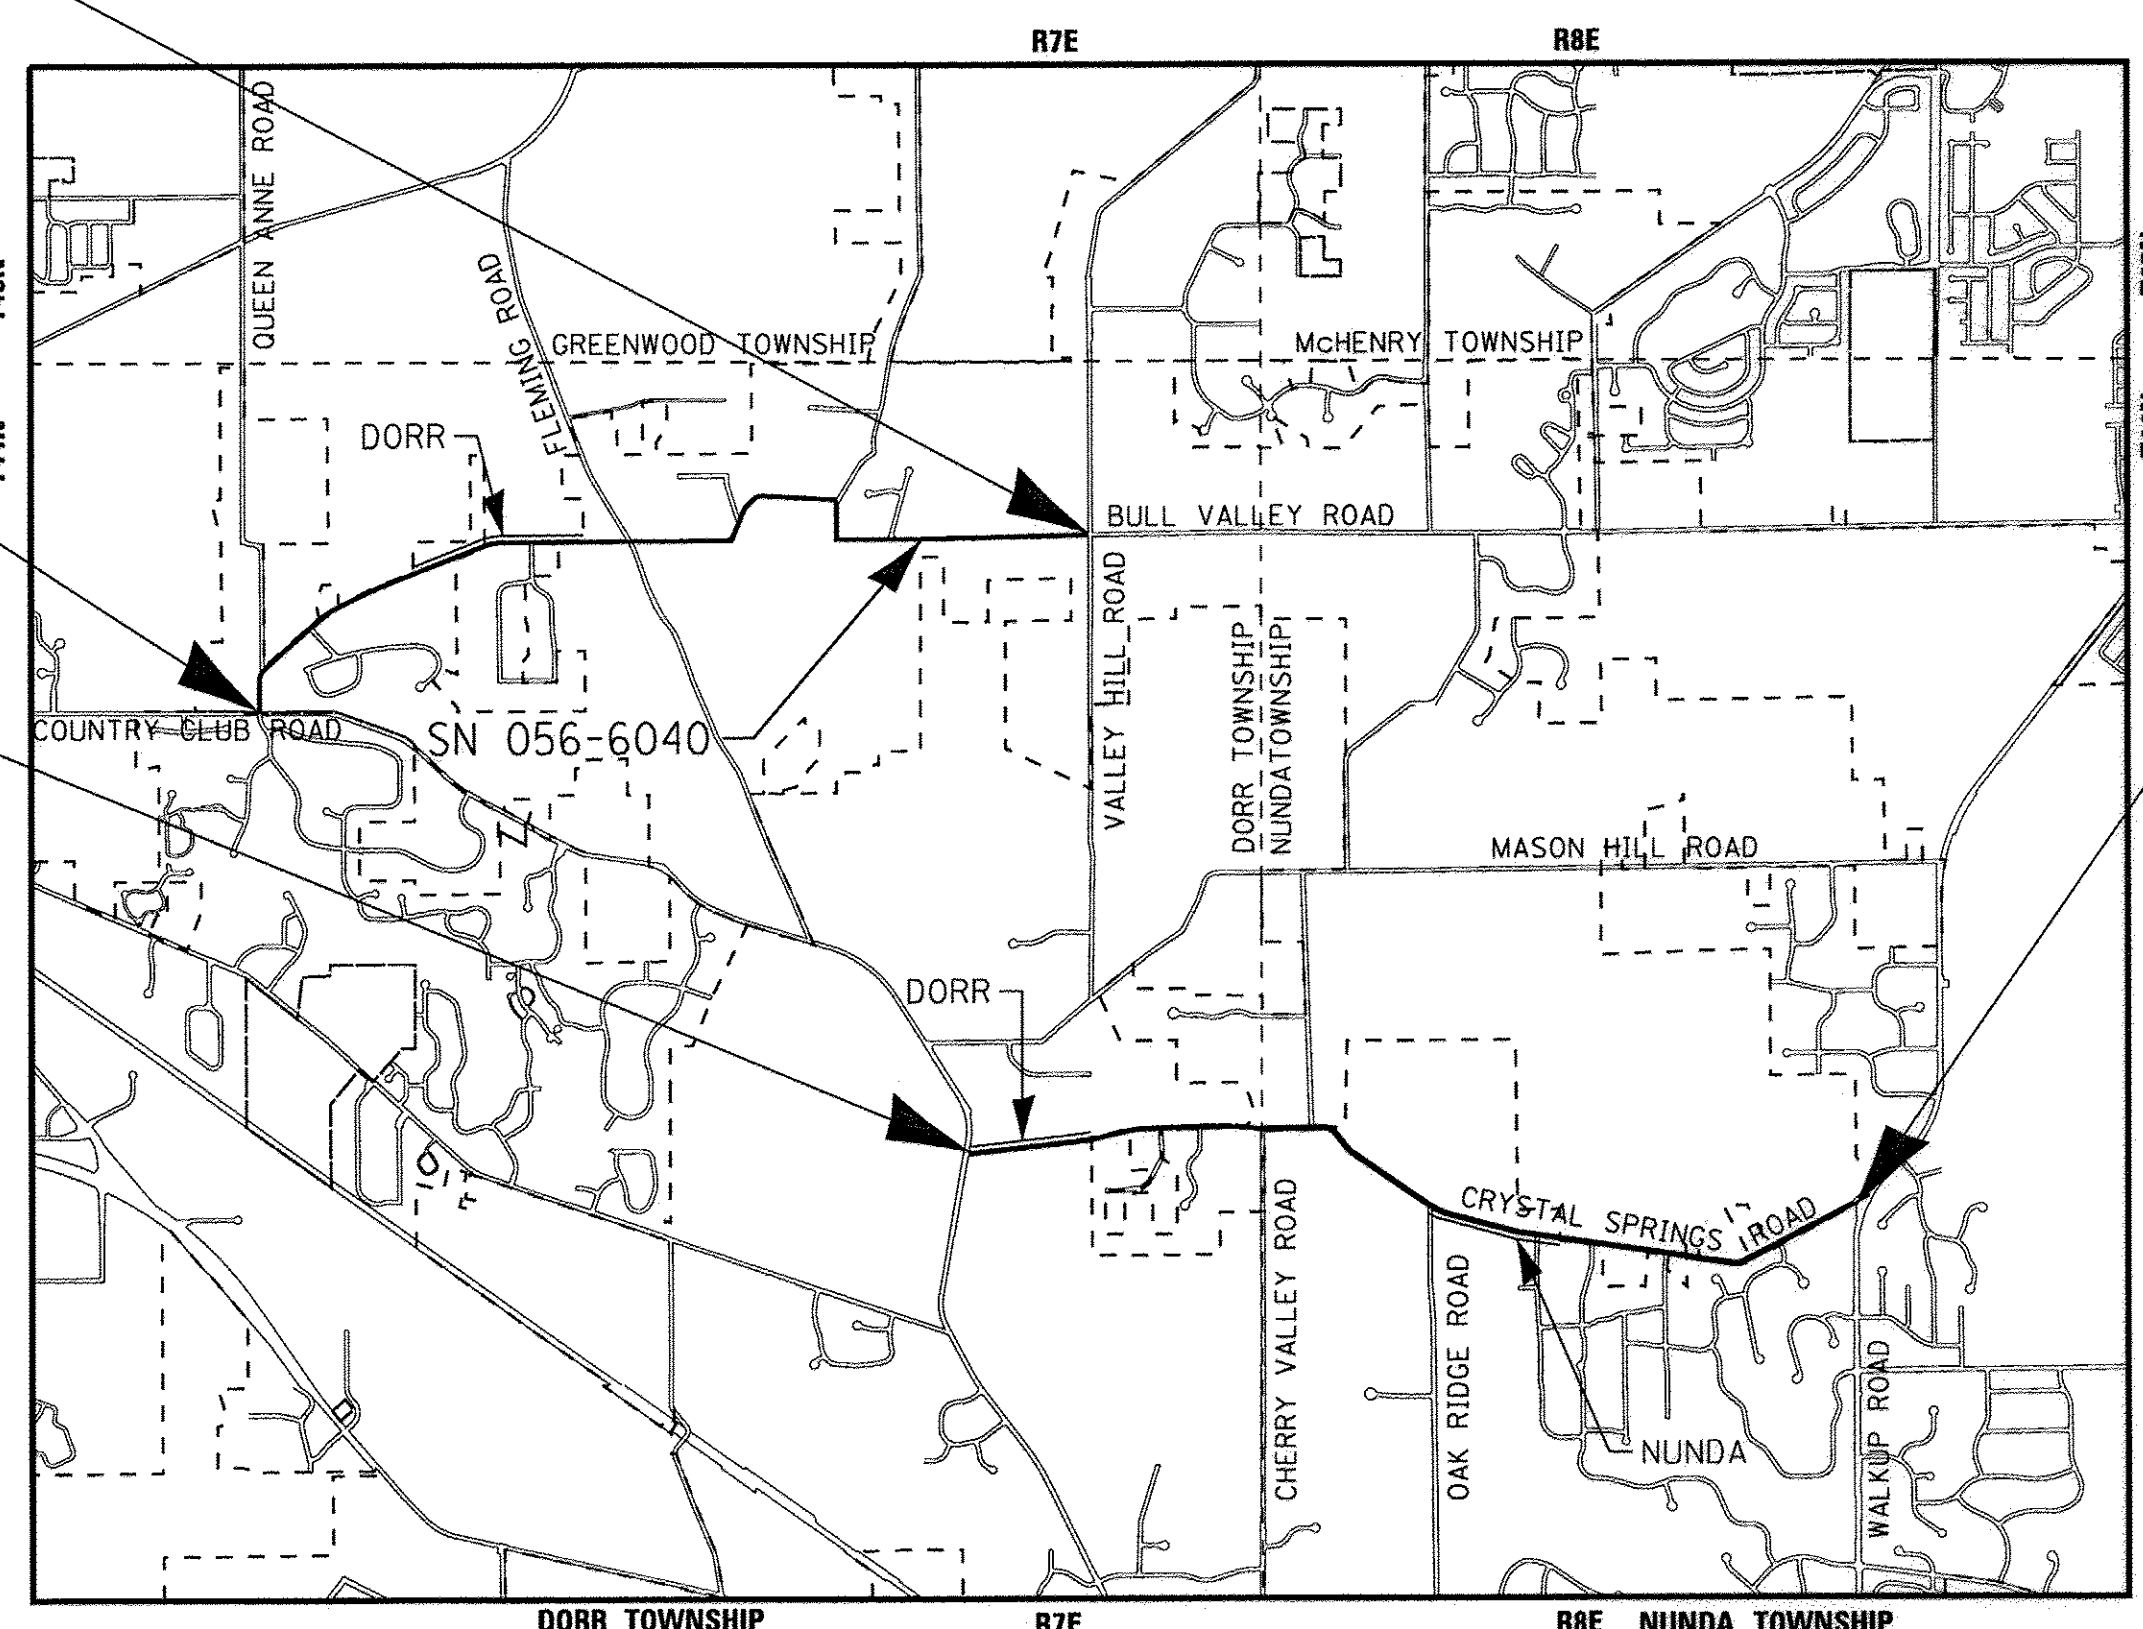 R7E
R8E
QUEEN ANNE ROAD
FLEMING ROAD
GREENWOOD TOWNSHIP
McHENRY TOWNSHIP
DORR
BULL VALLEY ROAD
VALLEY HILL ROAD
DORR TOWNSHIP
NUNDA TOWNSHIP
COUNTRY CLUB ROAD
SN 056-6040
MASON HILL ROAD
DORR
CRYSTAL SPRINGS ROAD
CHERRY VALLEY ROAD
OAK RIDGE ROAD
WALKUP ROAD
NUNDA
DORR TOWNSHIP
R7E
R8E
NUNDA TOWNSHIP